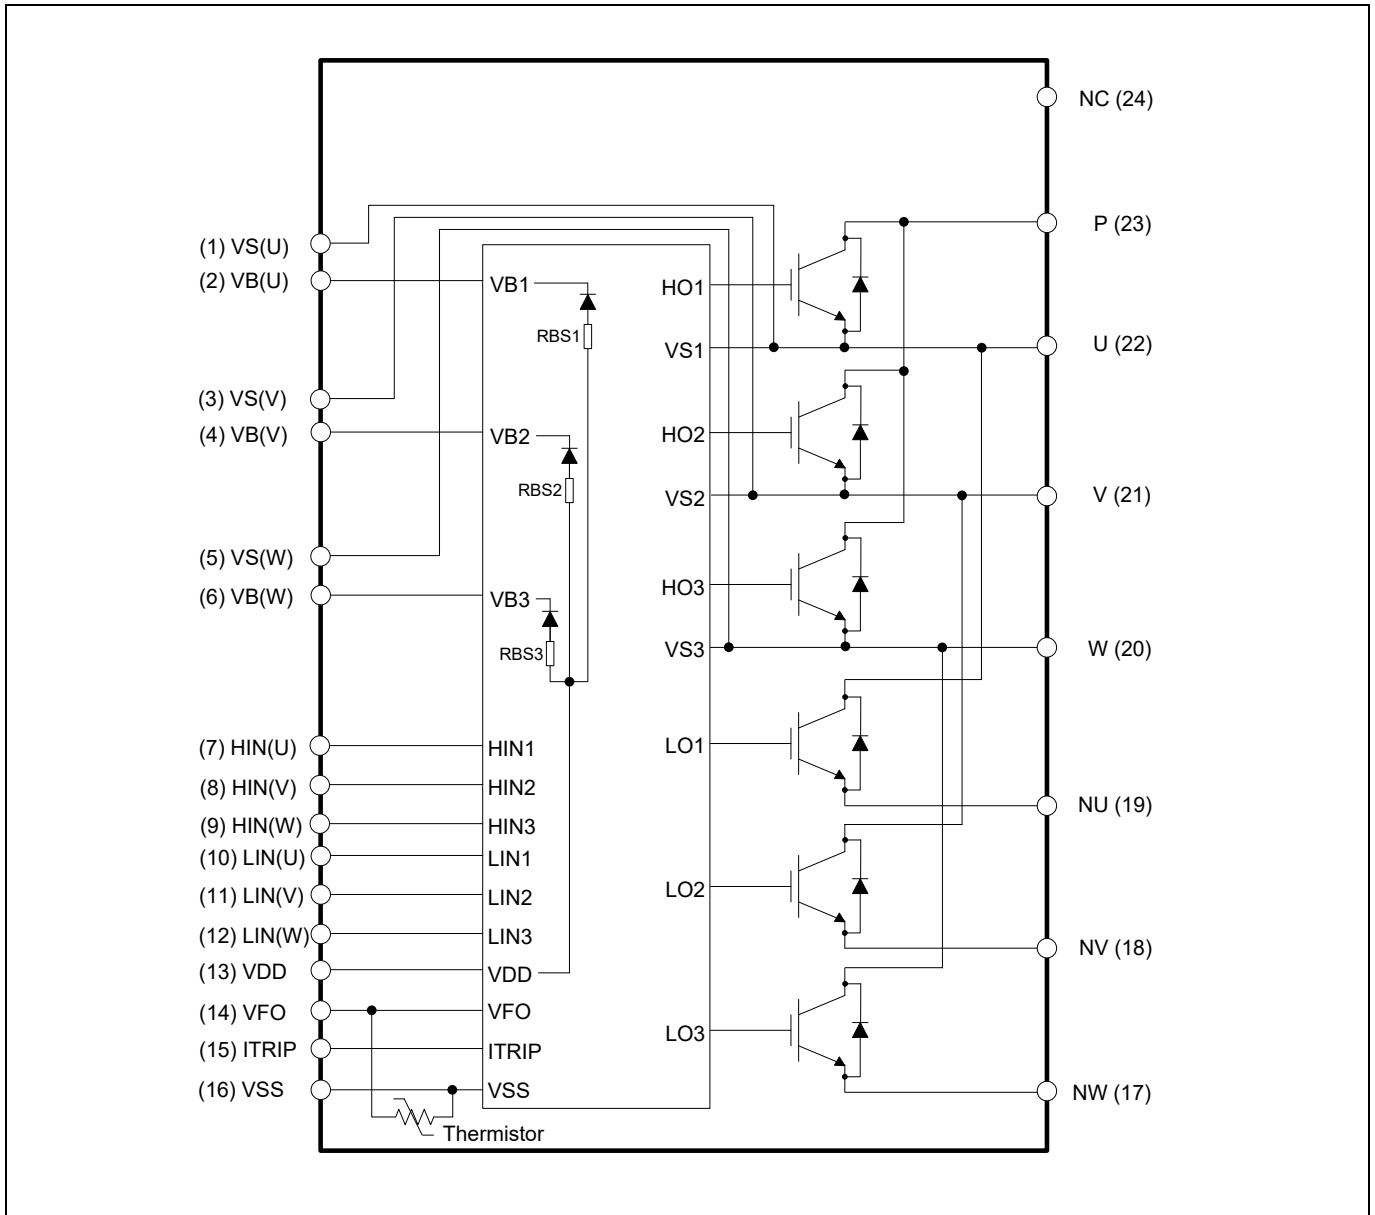 NC (24)
P (23)
(1) VS(U)
(2) VB(U)
VB1
HO1
RBS1
VS1
U (22)
(3) VS(V)
(4) VB(V)
VB2
HO2
RBS2
VS2
V (21)
(5) VS(W)
(6) VB(W)
VB3
HO3
RBS3
VS3
W (20)
(7) HIN(U)
HIN1
LO1
(8) HIN(V)
HIN2
NU (19)
(9) HIN(W)
HIN3
(10) LIN(U)
LIN1
(11) LIN(V)
LIN2
LO2
(12) LIN(W)
LIN3
NV (18)
(13) VDD
VDD
(14) VFO
VFO
LO3
(15) ITRIP
ITRIP
(16) VSS
VSS
NW (17)
Thermistor